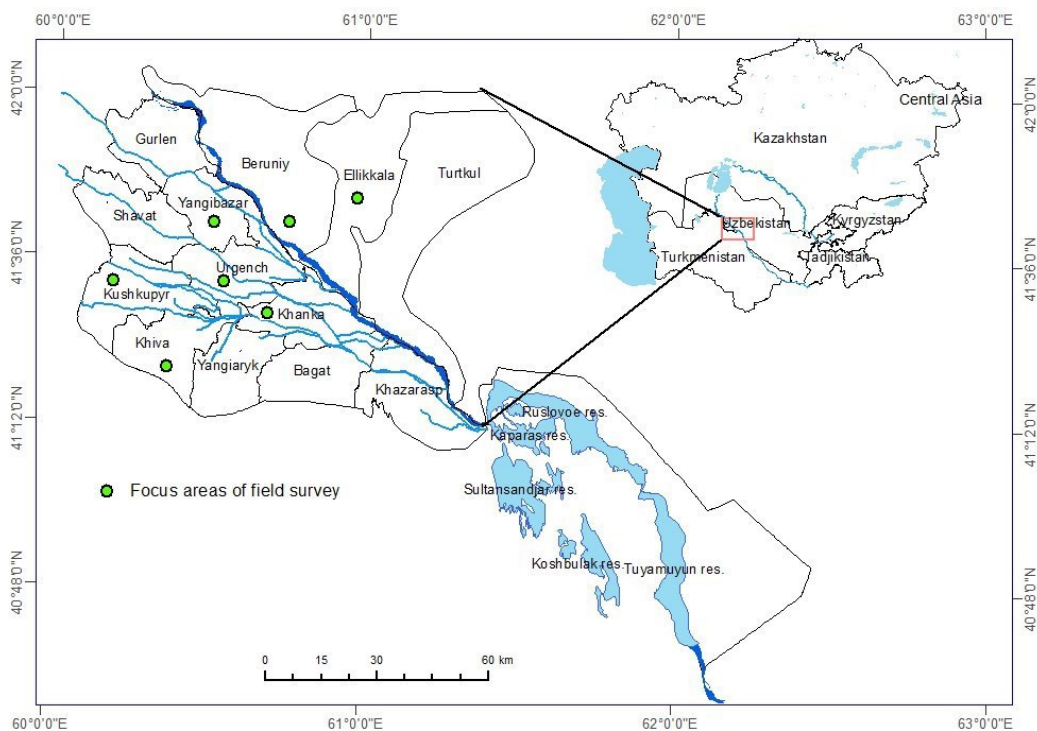 60°0'0"E 61°0'0"E 62°0'0"E 63°0'0"E
42°0'0"N
42°0'0"N
Central Asia
Kazakhstan
Gurlen
Beruniy
Ellikkala
Turtkul
Yangibazar
Shavat
Uzbekistan
Kyrgyzstan
41°36'0"N
Turkmenistan
Tadjikistan
41°36'0"N
Urgench
Kushkupyr
Khanka
Khiva
Yangiaryk
Bagat
Khazarasp
41°12'0"N
Ruslovoe res.
Kaparas res.
41°12'0"N
Sultansandjar res.
Focus areas of field survey
Koshbulak res.
Tuyamuyun res.
40°48'0"N
40°48'0"N
0 15 30 60 km
60°0'0"E 61°0'0"E 62°0'0"E 63°0'0"E